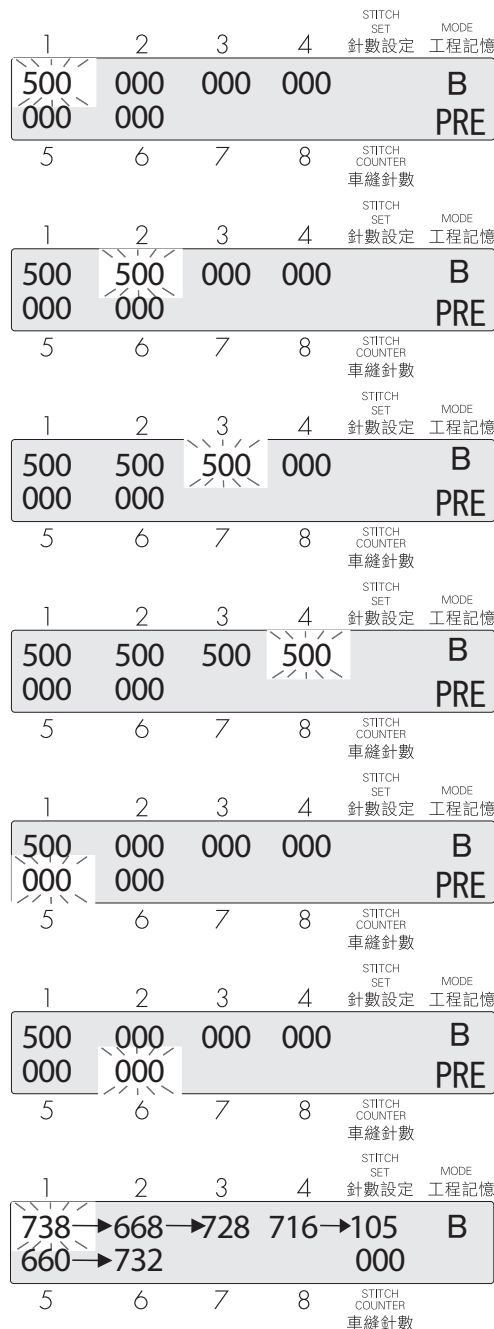 STITCH
SET MODE
1 2 3 4 針數設定 工程記憶
500 000 000 000 B
000 000 PRE
5 6 7 8 STITCH
COUNTER
車縫針數
STITCH
SET MODE
1 2 3 4 針數設定 工程記憶
500 500 000 000 B
000 000 PRE
5 6 7 8 STITCH
COUNTER
車縫針數
STITCH
SET MODE
1 2 3 4 針數設定 工程記憶
500 500 500 000 B
000 000 PRE
5 6 7 8 STITCH
COUNTER
車縫針數
STITCH
SET MODE
1 2 3 4 針數設定 工程記憶
500 500 500 500 B
000 000 PRE
5 6 7 8 STITCH
COUNTER
車縫針數
STITCH
SET MODE
1 2 3 4 針數設定 工程記憶
500 000 000 000 B
000 000 PRE
5 6 7 8 STITCH
COUNTER
車縫針數
STITCH
SET MODE
1 2 3 4 針數設定 工程記憶
500 000 000 000 B
000 000 PRE
5 6 7 8 STITCH
COUNTER
車縫針數
STITCH
SET MODE
1 2 3 4 針數設定 工程記憶
738→668→728 716→105 B
660→732 000
5 6 7 8 STITCH
COUNTER
車縫針數